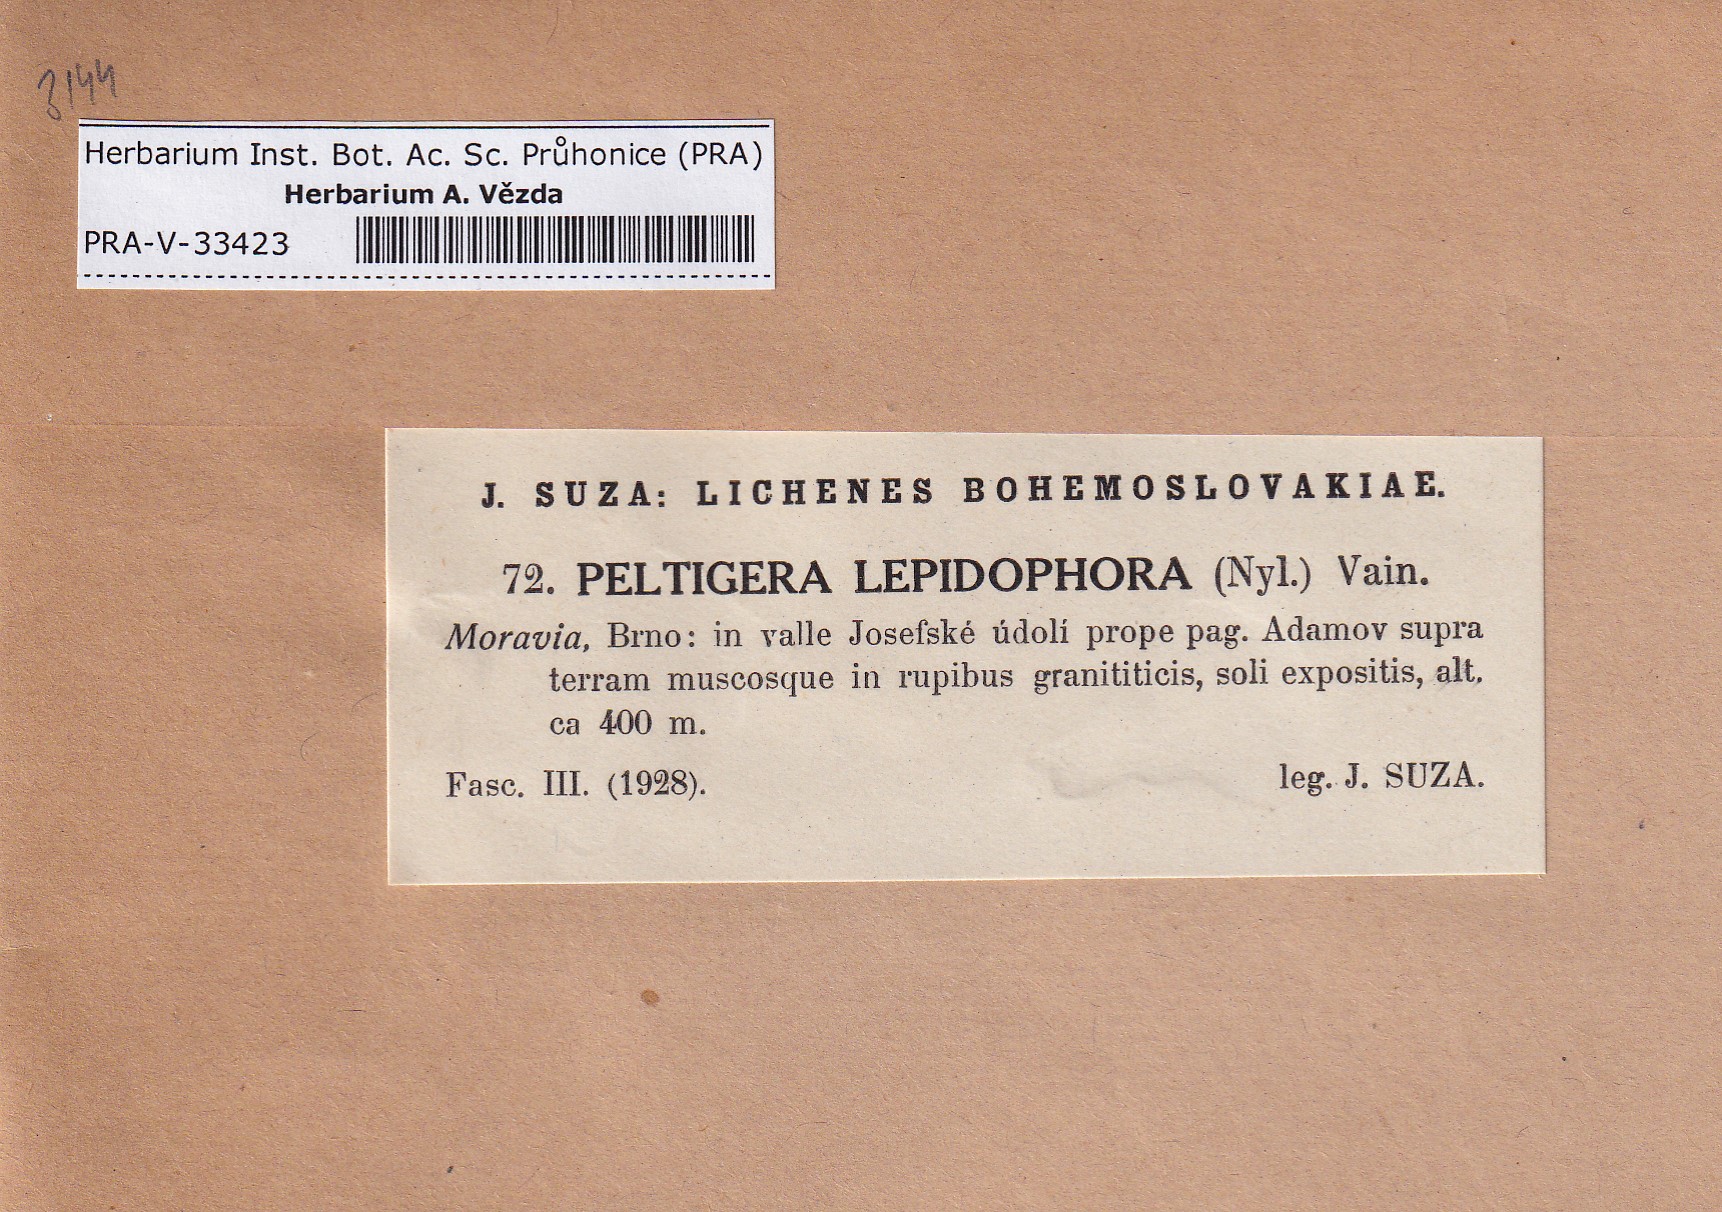 3144
Herbarium Inst. Bot. Ac. Sc. Průhonice (PRA)
Herbarium A. Vězda
PRA-V-33423
J. SUZA: LICHENES BOHEMOSLOVAKIAE.
72. PELTIGERA LEPIDOPHORA (Nyl.) Vain.
Moravia, Brno: in valle Josefské údolí prope pag. Adamov supra
terram muscosque in rupibus granititicis, soli expositis, alt.
ca 400 m.
Fasc. III. (1928). leg. J. SUZA.